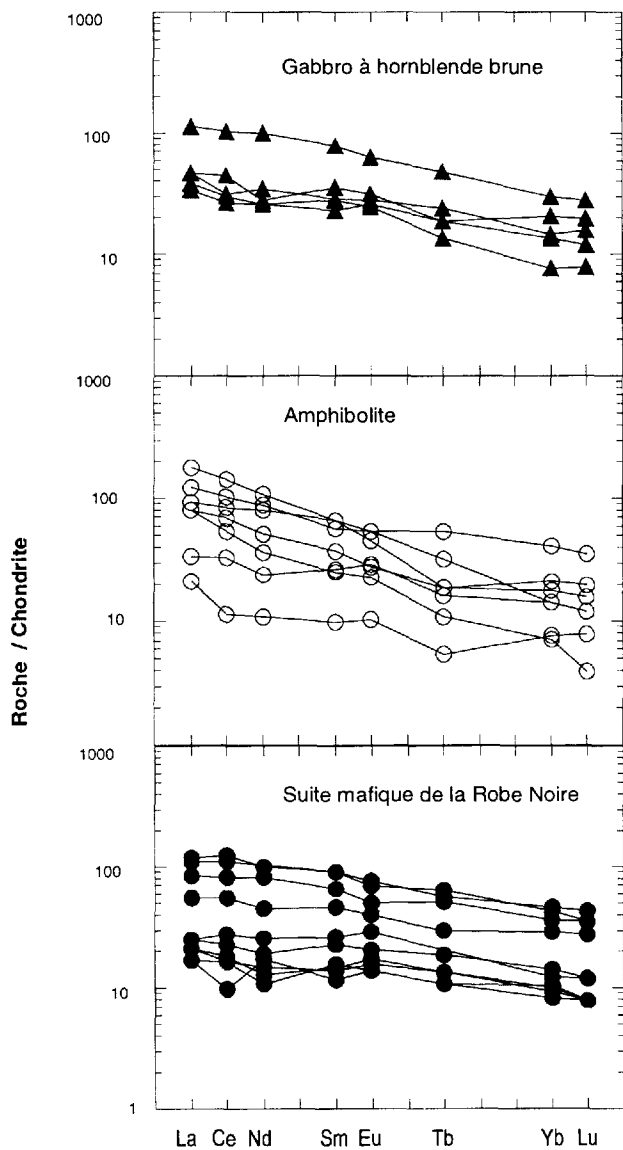 1000
Gabbro à hornblende brune
100
10
1000
Amphibolite
100
10
Roche / Chondrite
1000
Suite mafique de la Robe Noire
100
10
1
La Ce Nd Sm Eu Tb Yb Lu